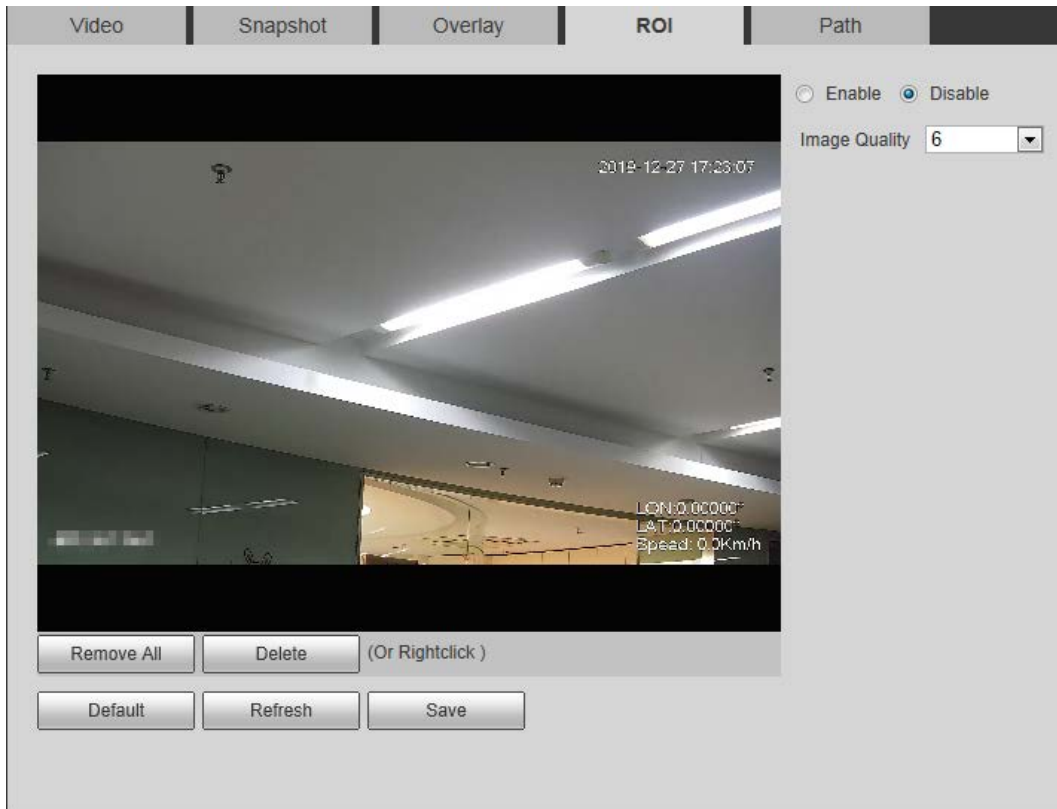 Video Snapshot Overlay ROI Path
Enable Disable
Image Quality 6
2019-12-27 17:23:07
LON:0.00000°
LAT:0.00000°
Speed: 0.0Km/h
Remove All Delete (Or Rightclick )
Default Refresh Save